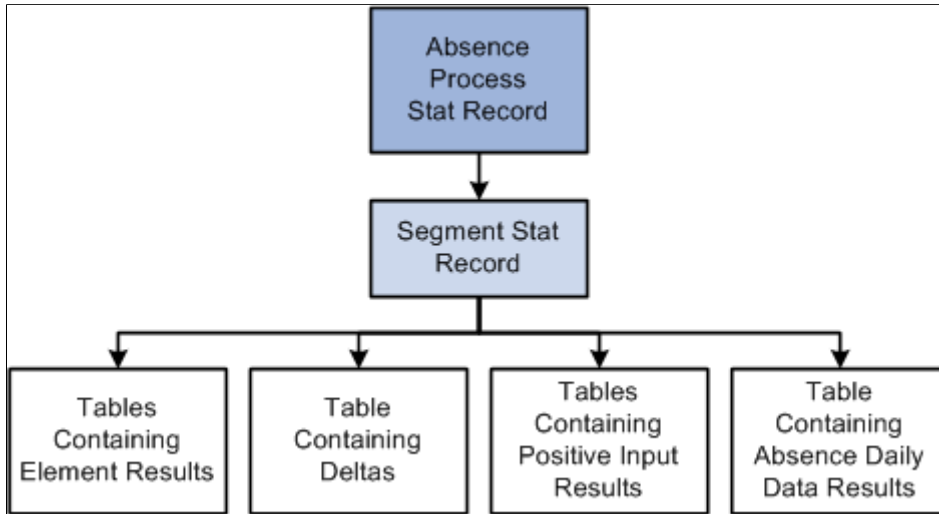 Absence
Process
Stat Record
Segment Stat
Record
Tables
Containing
Element Results
Table
Containing
Deltas
Tables
Containing
Positive Input
Results
Table
Containing
Absence Daily
Data Results